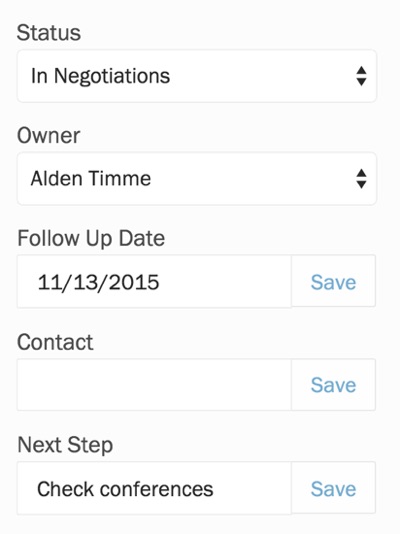 Status
In Negotiations
Owner
Alden Timme
Follow Up Date
11/13/2015 Save
Contact
Save
Next Step
Check conferences Save